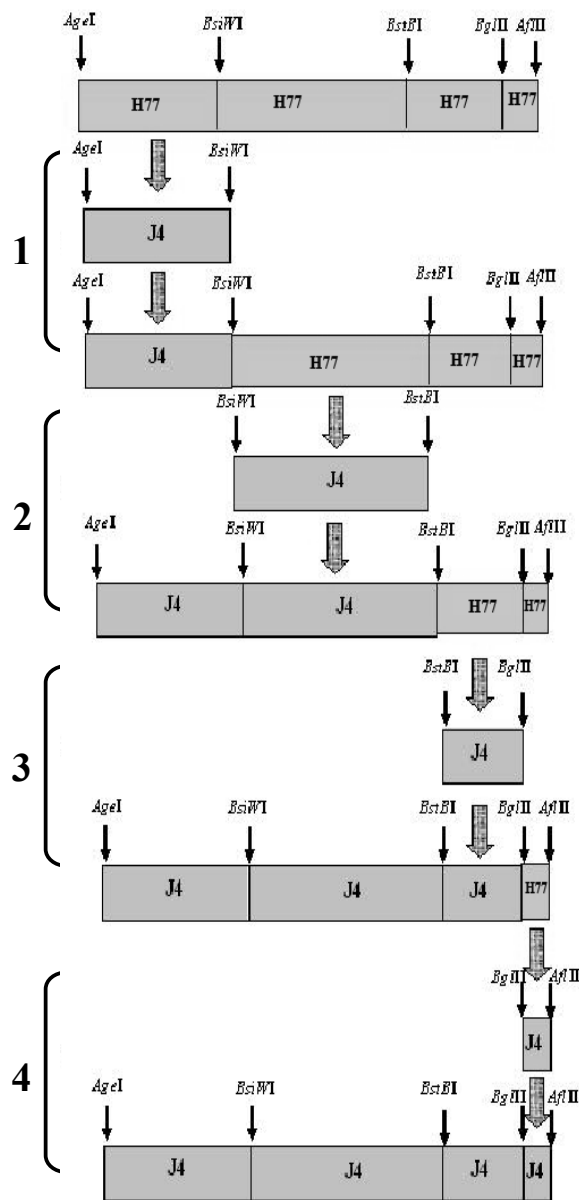 AgeI BsiWI BstBI BglII AflII
H77 H77 H77 H77
AgeI BsiWI
1
J4
AgeI BsiWI BstBI BglII AflII
J4 H77 H77 H77
BsiWI BstBI
2
J4
AgeI BsiWI BstBI BglII AflII
J4 J4 H77 H77
BstBI BglII
3
J4
AgeI BsiWI BstBI BglII AflII
J4 J4 J4 H77
BglII AflII
4
J4
AgeI BsiWI BstBI BglII AflII
J4 J4 J4 J4